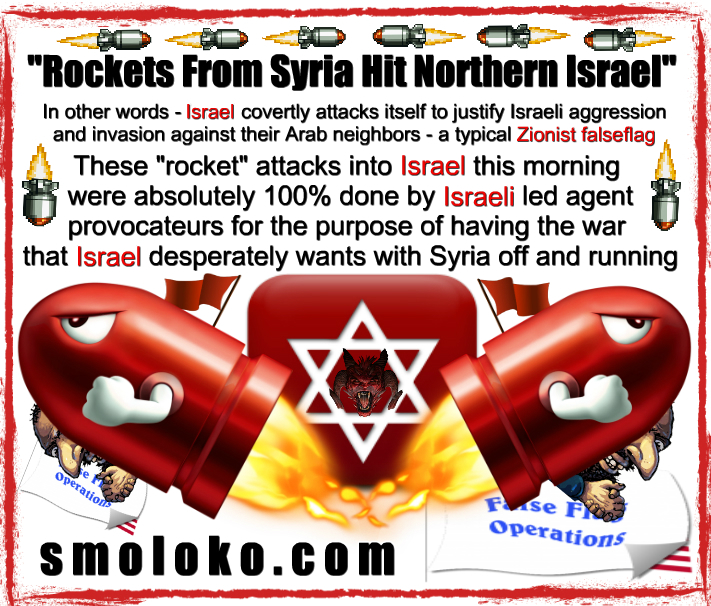 "Rockets From Syria Hit Northern Israel"
In other words - Israel covertly attacks itself to justify Israeli aggression
and invasion against their Arab neighbors - a typical Zionist falseflag
These "rocket" attacks into Israel this morning
were absolutely 100% done by Israeli led agent
provocateurs for the purpose of having the war
that Israel desperately wants with Syria off and running
False Flag
Operations
Operations
smoloko.com